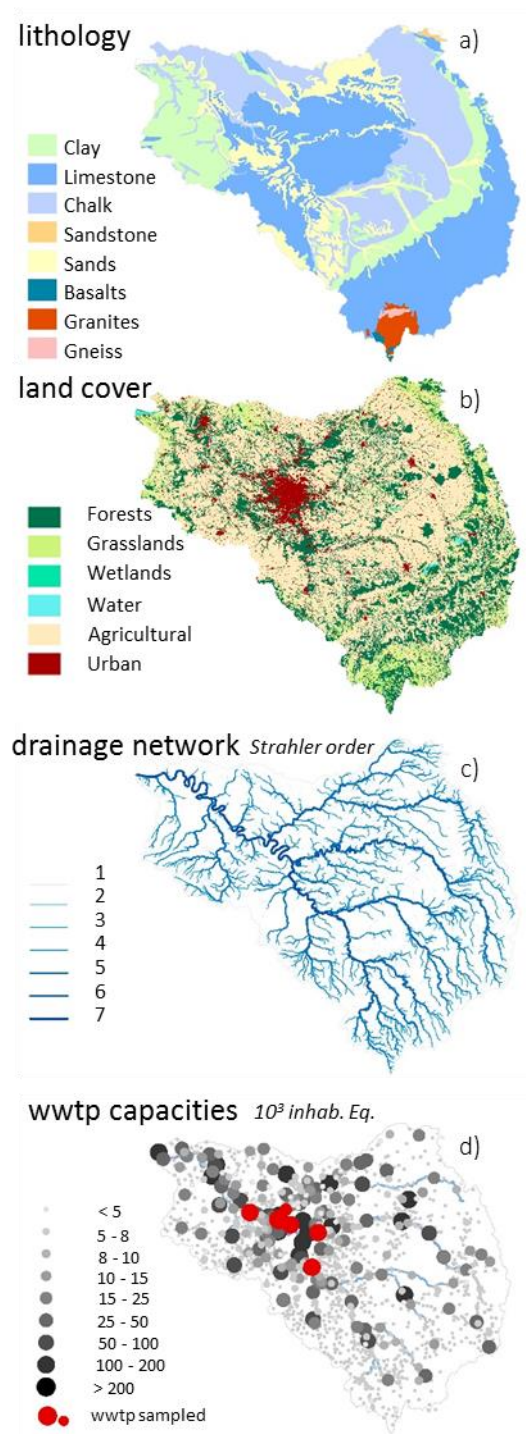 lithology
a)
Clay
Limestone
Chalk
Sandstone
Sands
Basalts
Granites
Gneiss
land cover
b)
Forests
Grasslands
Wetlands
Water
Agricultural
Urban
drainage network Strahler order
c)
1
2
3
4
5
6
7
wwtp capacities 10³ inhab. Eq.
d)
< 5
5 - 8
8 - 10
10 - 15
15 - 25
25 - 50
50 - 100
100 - 200
> 200
wwtp sampled